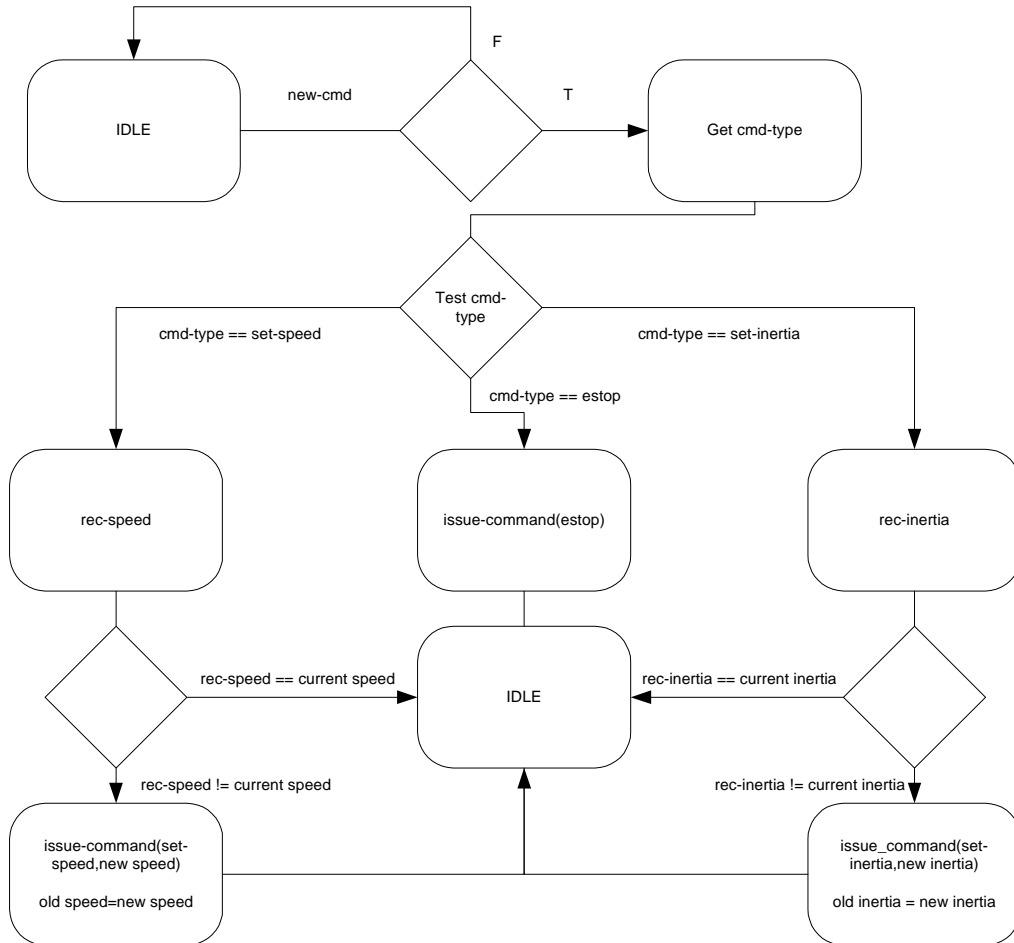 F
new-cmd
T
IDLE
Get cmd-type
Test cmd-
type
cmd-type == set-speed
cmd-type == set-inertia
cmd-type == estop
rec-speed
issue-command(estop)
rec-inertia
rec-speed == current speed
rec-inertia == current inertia
IDLE
rec-speed != current speed
rec-inertia != current inertia
issue-command(set-
speed,new speed)
old speed=new speed
issue_command(set-
inertia,new inertia)
old inertia = new inertia